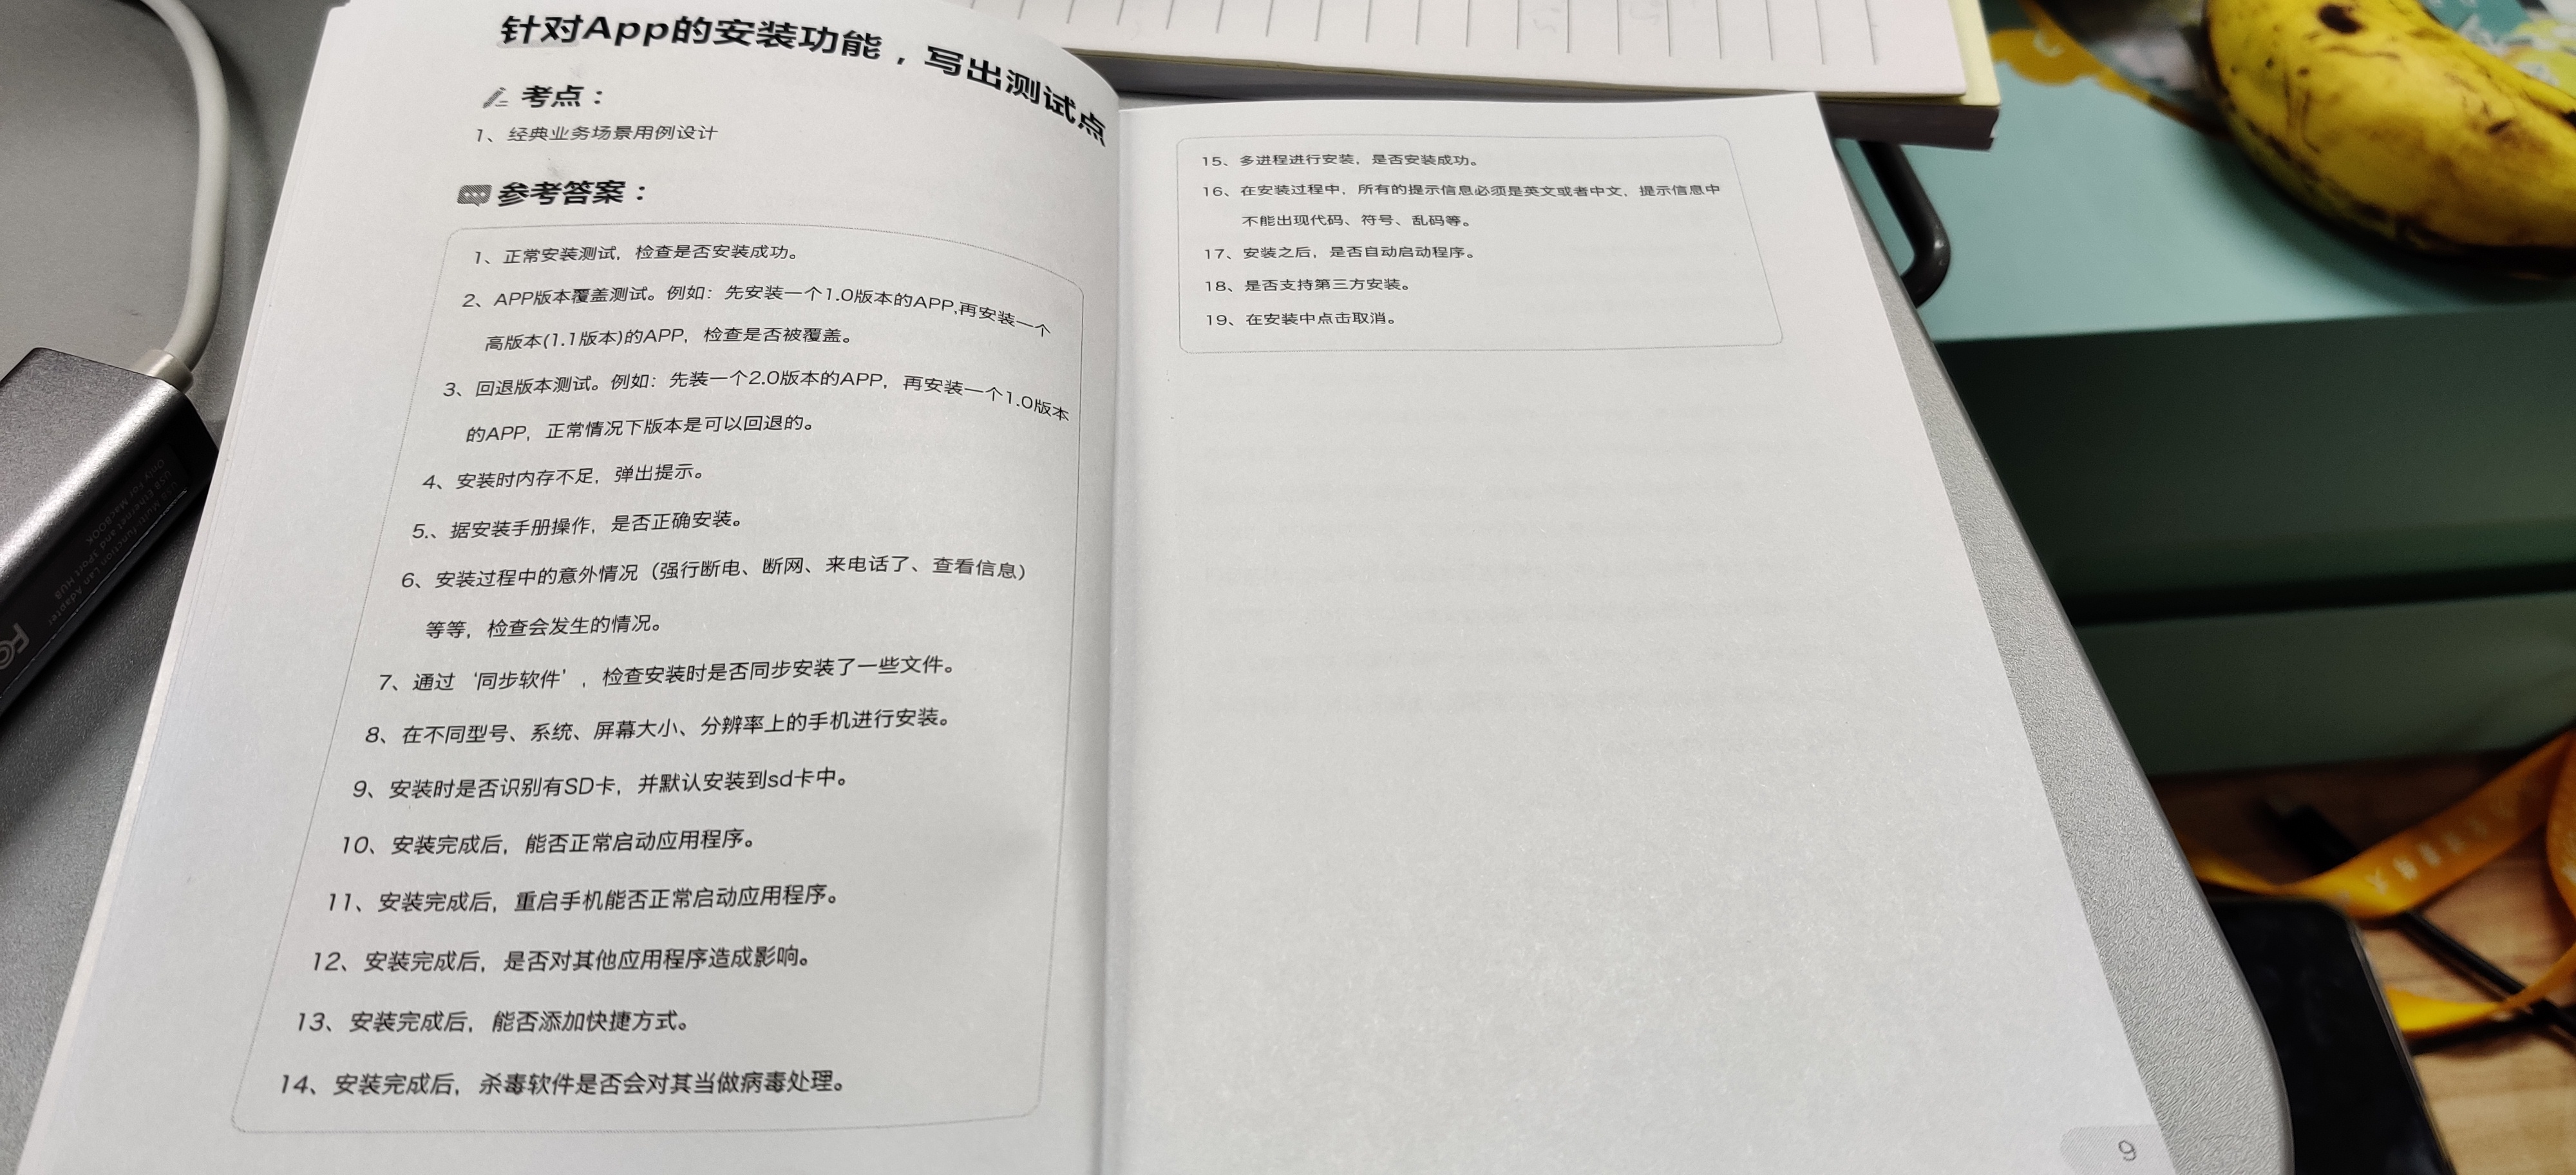 针对App的安装功能，写出测试点
考点：
1、经典业务场景用例设计
参考答案：
1、正常安装测试，检查是否安装成功。
2、APP版本覆盖测试。例如：先安装一个1.0版本的APP,再安装一个
高版本(1.1版本)的APP，检查是否被覆盖。
3、回退版本测试。例如：先装一个2.0版本的APP，再安装一个1.0版本
的APP，正常情况下版本是可以回退的。
4、安装时内存不足，弹出提示。
5.、据安装手册操作，是否正确安装。
6、安装过程中的意外情况（强行断电、断网、来电话了、查看信息）
等等，检查会发生的情况。
7、通过‘同步软件’，检查安装时是否同步安装了一些文件。
8、在不同型号、系统、屏幕大小、分辨率上的手机进行安装。
9、安装时是否识别有SD卡，并默认安装到sd卡中。
10、安装完成后，能否正常启动应用程序。
11、安装完成后，重启手机能否正常启动应用程序。
12、安装完成后，是否对其他应用程序造成影响。
13、安装完成后，能否添加快捷方式。
14、安装完成后，杀毒软件是否会对其当做病毒处理。
15、多进程进行安装，是否安装成功。
16、在安装过程中，所有的提示信息必须是英文或者中文，提示信息中
不能出现代码、符号、乱码等。
17、安装之后，是否自动启动程序。
18、是否支持第三方安装。
19、在安装中点击取消。
9
USB Multi-function Lan Adapter
USB Ethernet and 3Port HUB
Only For MacBOOK